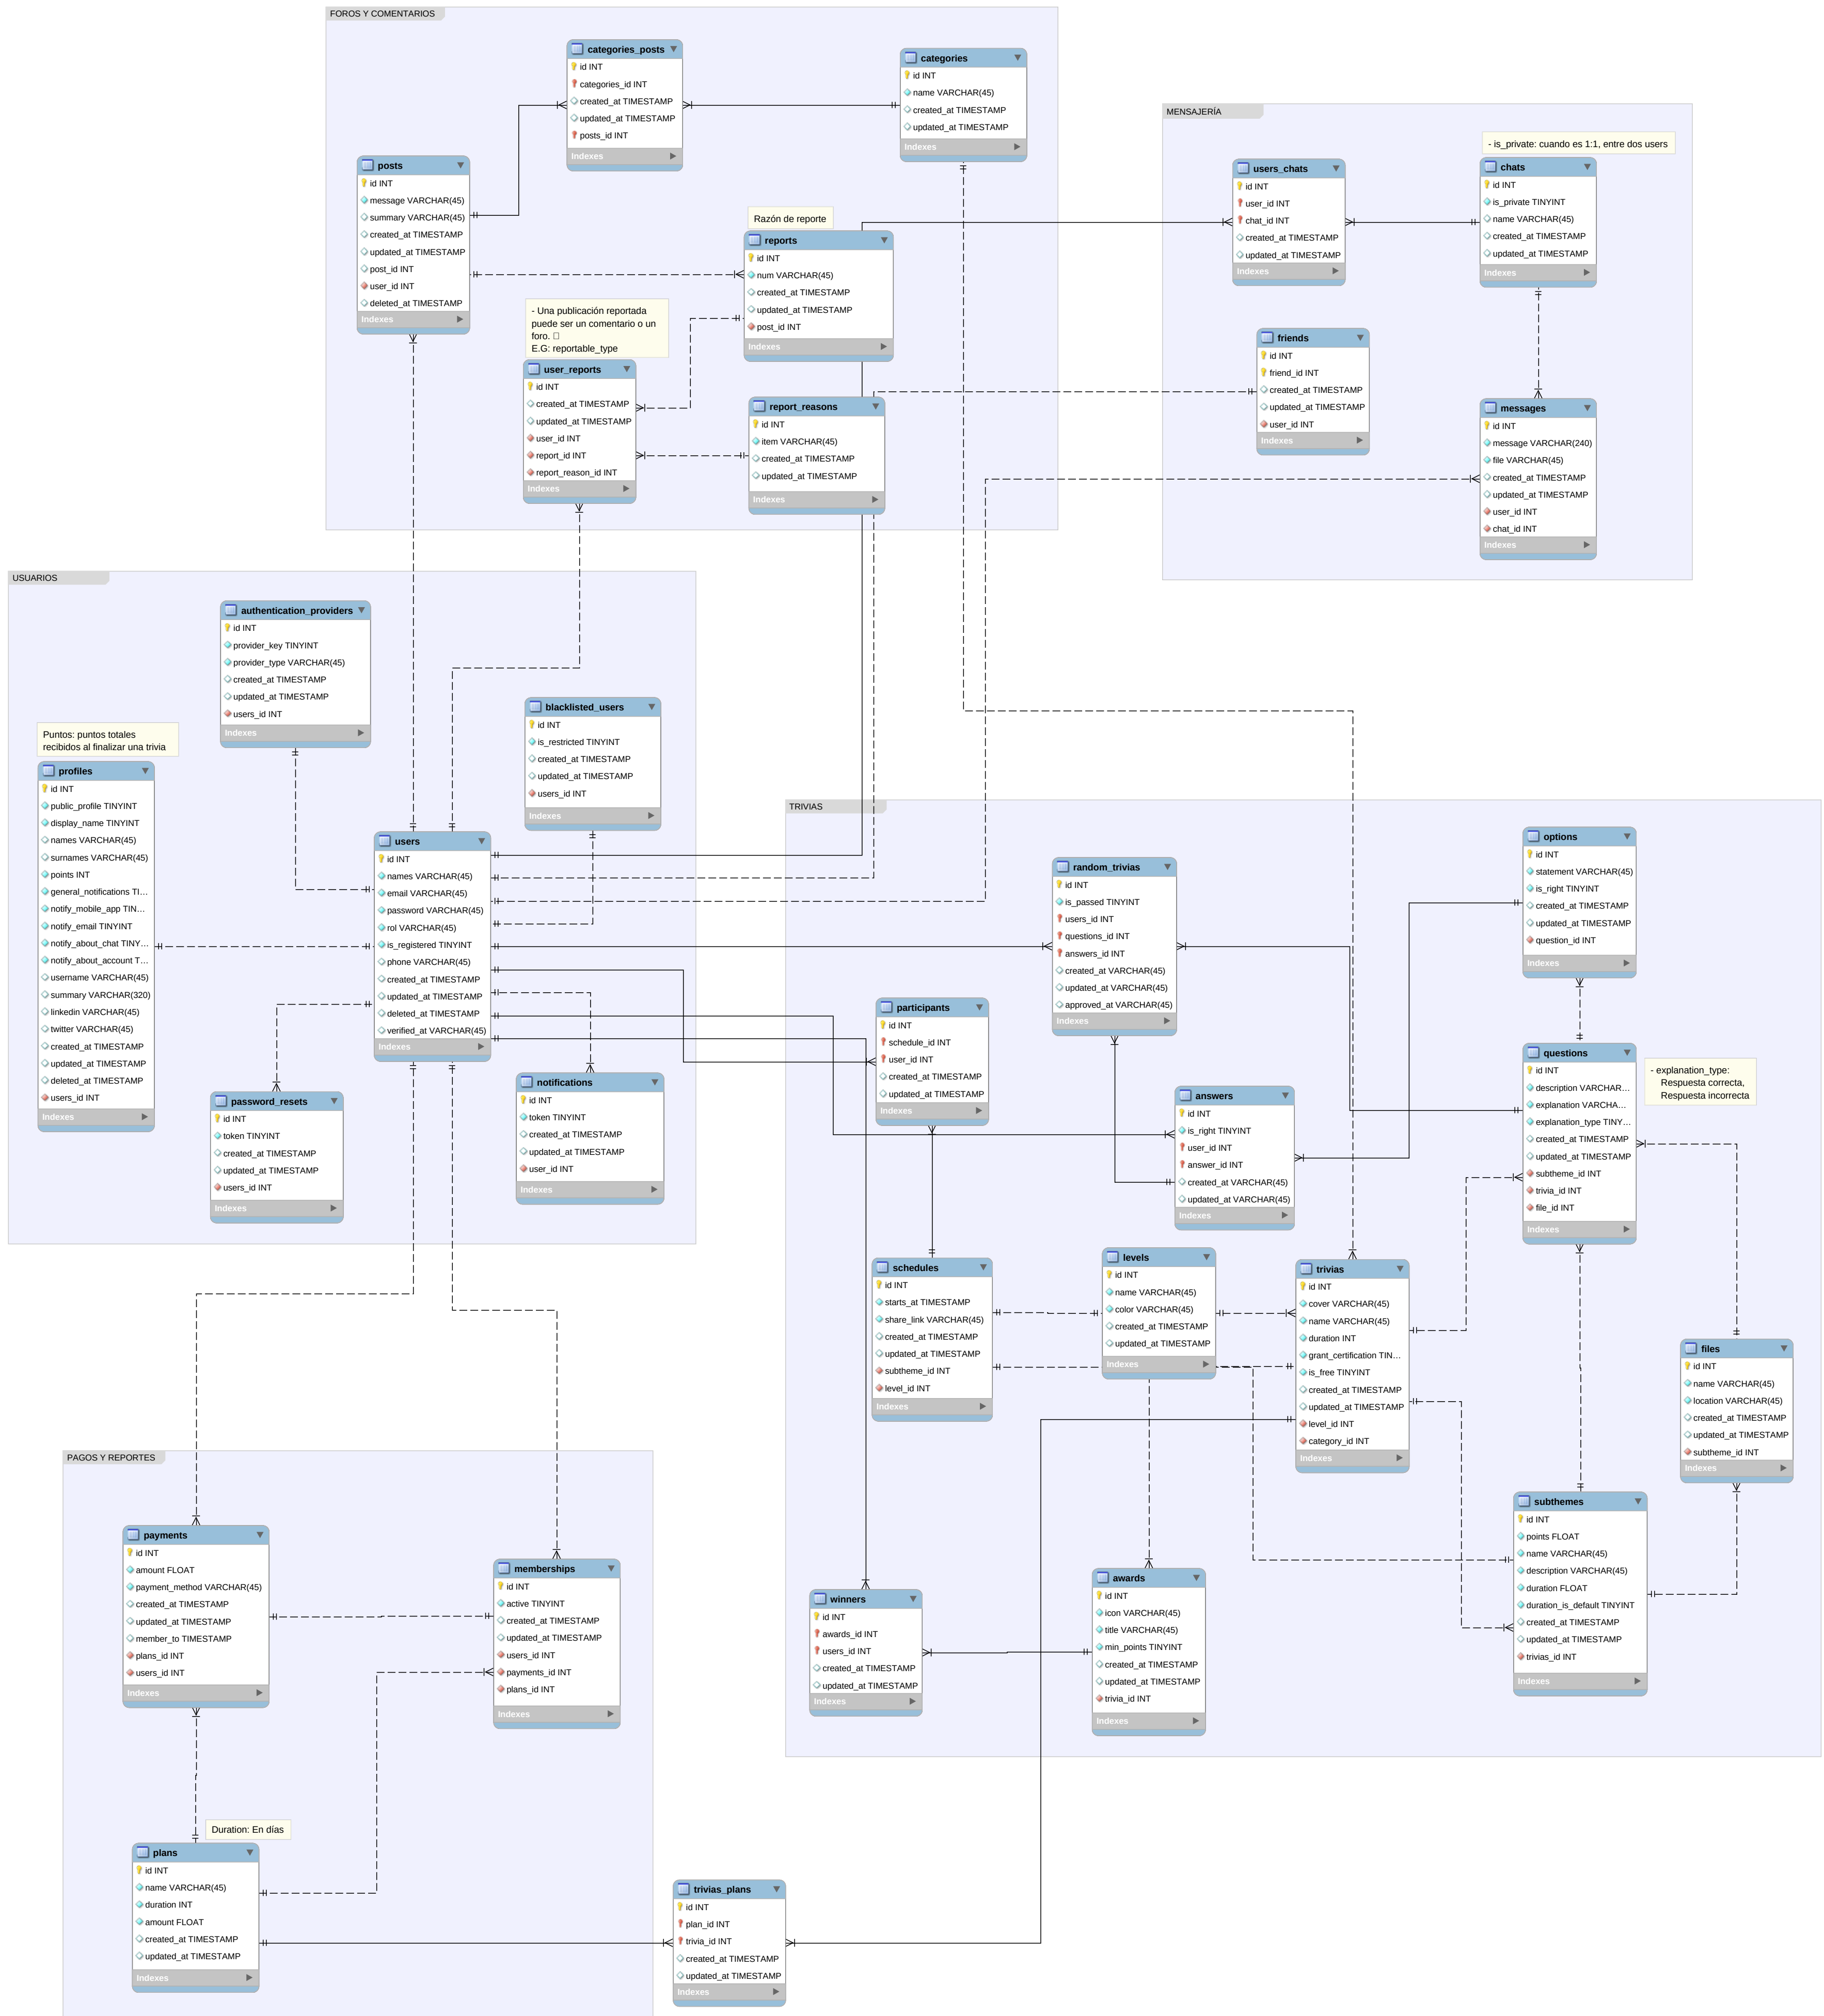 FOROS Y COMENTARIOS
categories_posts
id INT
categories_id INT
created_at TIMESTAMP
updated_at TIMESTAMP
posts_id INT
Indexes
categories
id INT
name VARCHAR(45)
created_at TIMESTAMP
updated_at TIMESTAMP
Indexes
posts
id INT
message VARCHAR(45)
summary VARCHAR(45)
created_at TIMESTAMP
updated_at TIMESTAMP
post_id INT
user_id INT
deleted_at TIMESTAMP
Indexes
Razón de reporte
reports
id INT
num VARCHAR(45)
created_at TIMESTAMP
updated_at TIMESTAMP
post_id INT
Indexes
- Una publicación reportada
puede ser un comentario o un
foro.
E.G: reportable_type
user_reports
id INT
created_at TIMESTAMP
updated_at TIMESTAMP
user_id INT
report_id INT
report_reason_id INT
Indexes
report_reasons
id INT
item VARCHAR(45)
created_at TIMESTAMP
updated_at TIMESTAMP
Indexes
MENSAJERÍA
- is_private: cuando es 1:1, entre dos users
users_chats
id INT
user_id INT
chat_id INT
created_at TIMESTAMP
updated_at TIMESTAMP
Indexes
chats
id INT
is_private TINYINT
name VARCHAR(45)
created_at TIMESTAMP
updated_at TIMESTAMP
Indexes
friends
id INT
friend_id INT
created_at TIMESTAMP
updated_at TIMESTAMP
user_id INT
Indexes
messages
id INT
message VARCHAR(240)
file VARCHAR(45)
created_at TIMESTAMP
updated_at TIMESTAMP
user_id INT
chat_id INT
Indexes
USUARIOS
authentication_providers
id INT
provider_key TINYINT
provider_type VARCHAR(45)
created_at TIMESTAMP
updated_at TIMESTAMP
users_id INT
Indexes
blacklisted_users
id INT
is_restricted TINYINT
created_at TIMESTAMP
updated_at TIMESTAMP
users_id INT
Indexes
Puntos: puntos totales
recibidos al finalizar una trivia
profiles
id INT
public_profile TINYINT
display_name TINYINT
names VARCHAR(45)
surnames VARCHAR(45)
points INT
general_notifications TI…
notify_mobile_app TIN…
notify_email TINYINT
notify_about_chat TINY…
notify_about_account T…
username VARCHAR(45)
summary VARCHAR(320)
linkedin VARCHAR(45)
twitter VARCHAR(45)
created_at TIMESTAMP
updated_at TIMESTAMP
deleted_at TIMESTAMP
users_id INT
Indexes
users
id INT
names VARCHAR(45)
email VARCHAR(45)
password VARCHAR(45)
rol VARCHAR(45)
is_registered TINYINT
phone VARCHAR(45)
created_at TIMESTAMP
updated_at TIMESTAMP
deleted_at TIMESTAMP
verified_at VARCHAR(45)
Indexes
password_resets
id INT
token TINYINT
created_at TIMESTAMP
updated_at TIMESTAMP
users_id INT
Indexes
notifications
id INT
token TINYINT
created_at TIMESTAMP
updated_at TIMESTAMP
user_id INT
Indexes
TRIVIAS
random_trivias
id INT
is_passed TINYINT
users_id INT
questions_id INT
answers_id INT
created_at VARCHAR(45)
updated_at VARCHAR(45)
approved_at VARCHAR(45)
Indexes
options
id INT
statement VARCHAR(45)
is_right TINYINT
created_at TIMESTAMP
updated_at TIMESTAMP
question_id INT
Indexes
participants
id INT
schedule_id INT
user_id INT
created_at TIMESTAMP
updated_at TIMESTAMP
Indexes
answers
id INT
is_right TINYINT
user_id INT
answer_id INT
created_at VARCHAR(45)
updated_at VARCHAR(45)
Indexes
questions
id INT
description VARCHAR…
explanation VARCHA…
explanation_type TINY…
created_at TIMESTAMP
updated_at TIMESTAMP
subtheme_id INT
trivia_id INT
file_id INT
Indexes
- explanation_type:
Respuesta correcta,
Respuesta incorrecta
schedules
id INT
starts_at TIMESTAMP
share_link VARCHAR(45)
created_at TIMESTAMP
updated_at TIMESTAMP
subtheme_id INT
level_id INT
Indexes
levels
id INT
name VARCHAR(45)
color VARCHAR(45)
created_at TIMESTAMP
updated_at TIMESTAMP
Indexes
trivias
id INT
cover VARCHAR(45)
name VARCHAR(45)
duration INT
grant_certification TIN…
is_free TINYINT
created_at TIMESTAMP
updated_at TIMESTAMP
level_id INT
category_id INT
Indexes
files
id INT
name VARCHAR(45)
location VARCHAR(45)
created_at TIMESTAMP
updated_at TIMESTAMP
subtheme_id INT
Indexes
subthemes
id INT
points FLOAT
name VARCHAR(45)
description VARCHAR(45)
duration FLOAT
duration_is_default TINYINT
created_at TIMESTAMP
updated_at TIMESTAMP
trivias_id INT
Indexes
winners
id INT
awards_id INT
users_id INT
created_at TIMESTAMP
updated_at TIMESTAMP
Indexes
awards
id INT
icon VARCHAR(45)
title VARCHAR(45)
min_points TINYINT
created_at TIMESTAMP
updated_at TIMESTAMP
trivia_id INT
Indexes
PAGOS Y REPORTES
payments
id INT
amount FLOAT
payment_method VARCHAR(45)
created_at TIMESTAMP
updated_at TIMESTAMP
member_to TIMESTAMP
plans_id INT
users_id INT
Indexes
memberships
id INT
active TINYINT
created_at TIMESTAMP
updated_at TIMESTAMP
users_id INT
payments_id INT
plans_id INT
Indexes
Duration: En días
plans
id INT
name VARCHAR(45)
duration INT
amount FLOAT
created_at TIMESTAMP
updated_at TIMESTAMP
Indexes
trivias_plans
id INT
plan_id INT
trivia_id INT
created_at TIMESTAMP
updated_at TIMESTAMP
Indexes